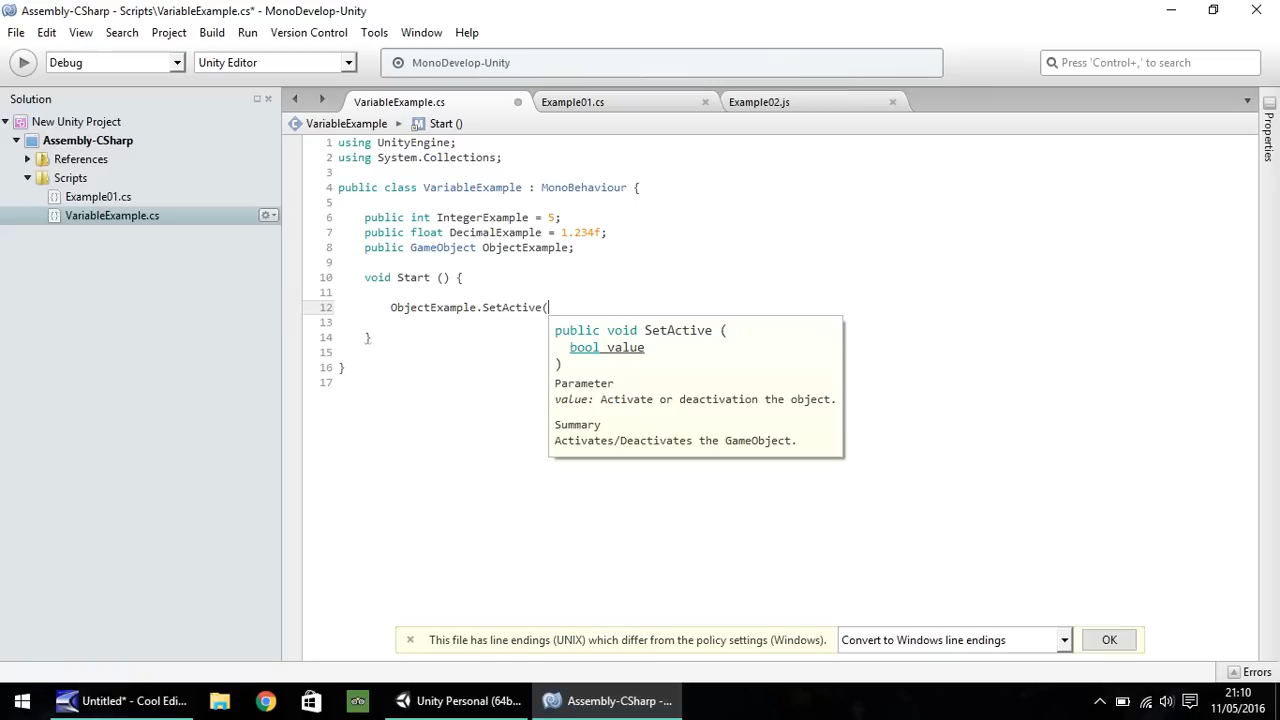 Assembly-CSharp - Scripts\VariableExample.cs* - MonoDevelop-Unity
File Edit View Search Project Build Run Version Control Tools Window Help
Debug Unity Editor MonoDevelop-Unity Press 'Control+,' to search
Solution
New Unity Project
Assembly-CSharp
References
Scripts
Example01.cs
VariableExample.cs
VariableExample.cs Example01.cs Example02.js
VariableExample Start ()
1 using UnityEngine;
2 using System.Collections;
3
4 public class VariableExample : MonoBehaviour {
5
6 public int IntegerExample = 5;
7 public float DecimalExample = 1.234f;
8 public GameObject ObjectExample;
9
10 void Start () {
11
12 ObjectExample.SetActive(
13
14 }
15
16 }
17
public void SetActive (
bool value
)
Parameter
value: Activate or deactivation the object.
Summary
Activates/Deactivates the GameObject.
Properties
This file has line endings (UNIX) which differ from the policy settings (Windows). Convert to Windows line endings OK
Errors
Untitled* - Cool Edi... Unity Personal (64b... Assembly-CSharp -...
21:10
11/05/2016